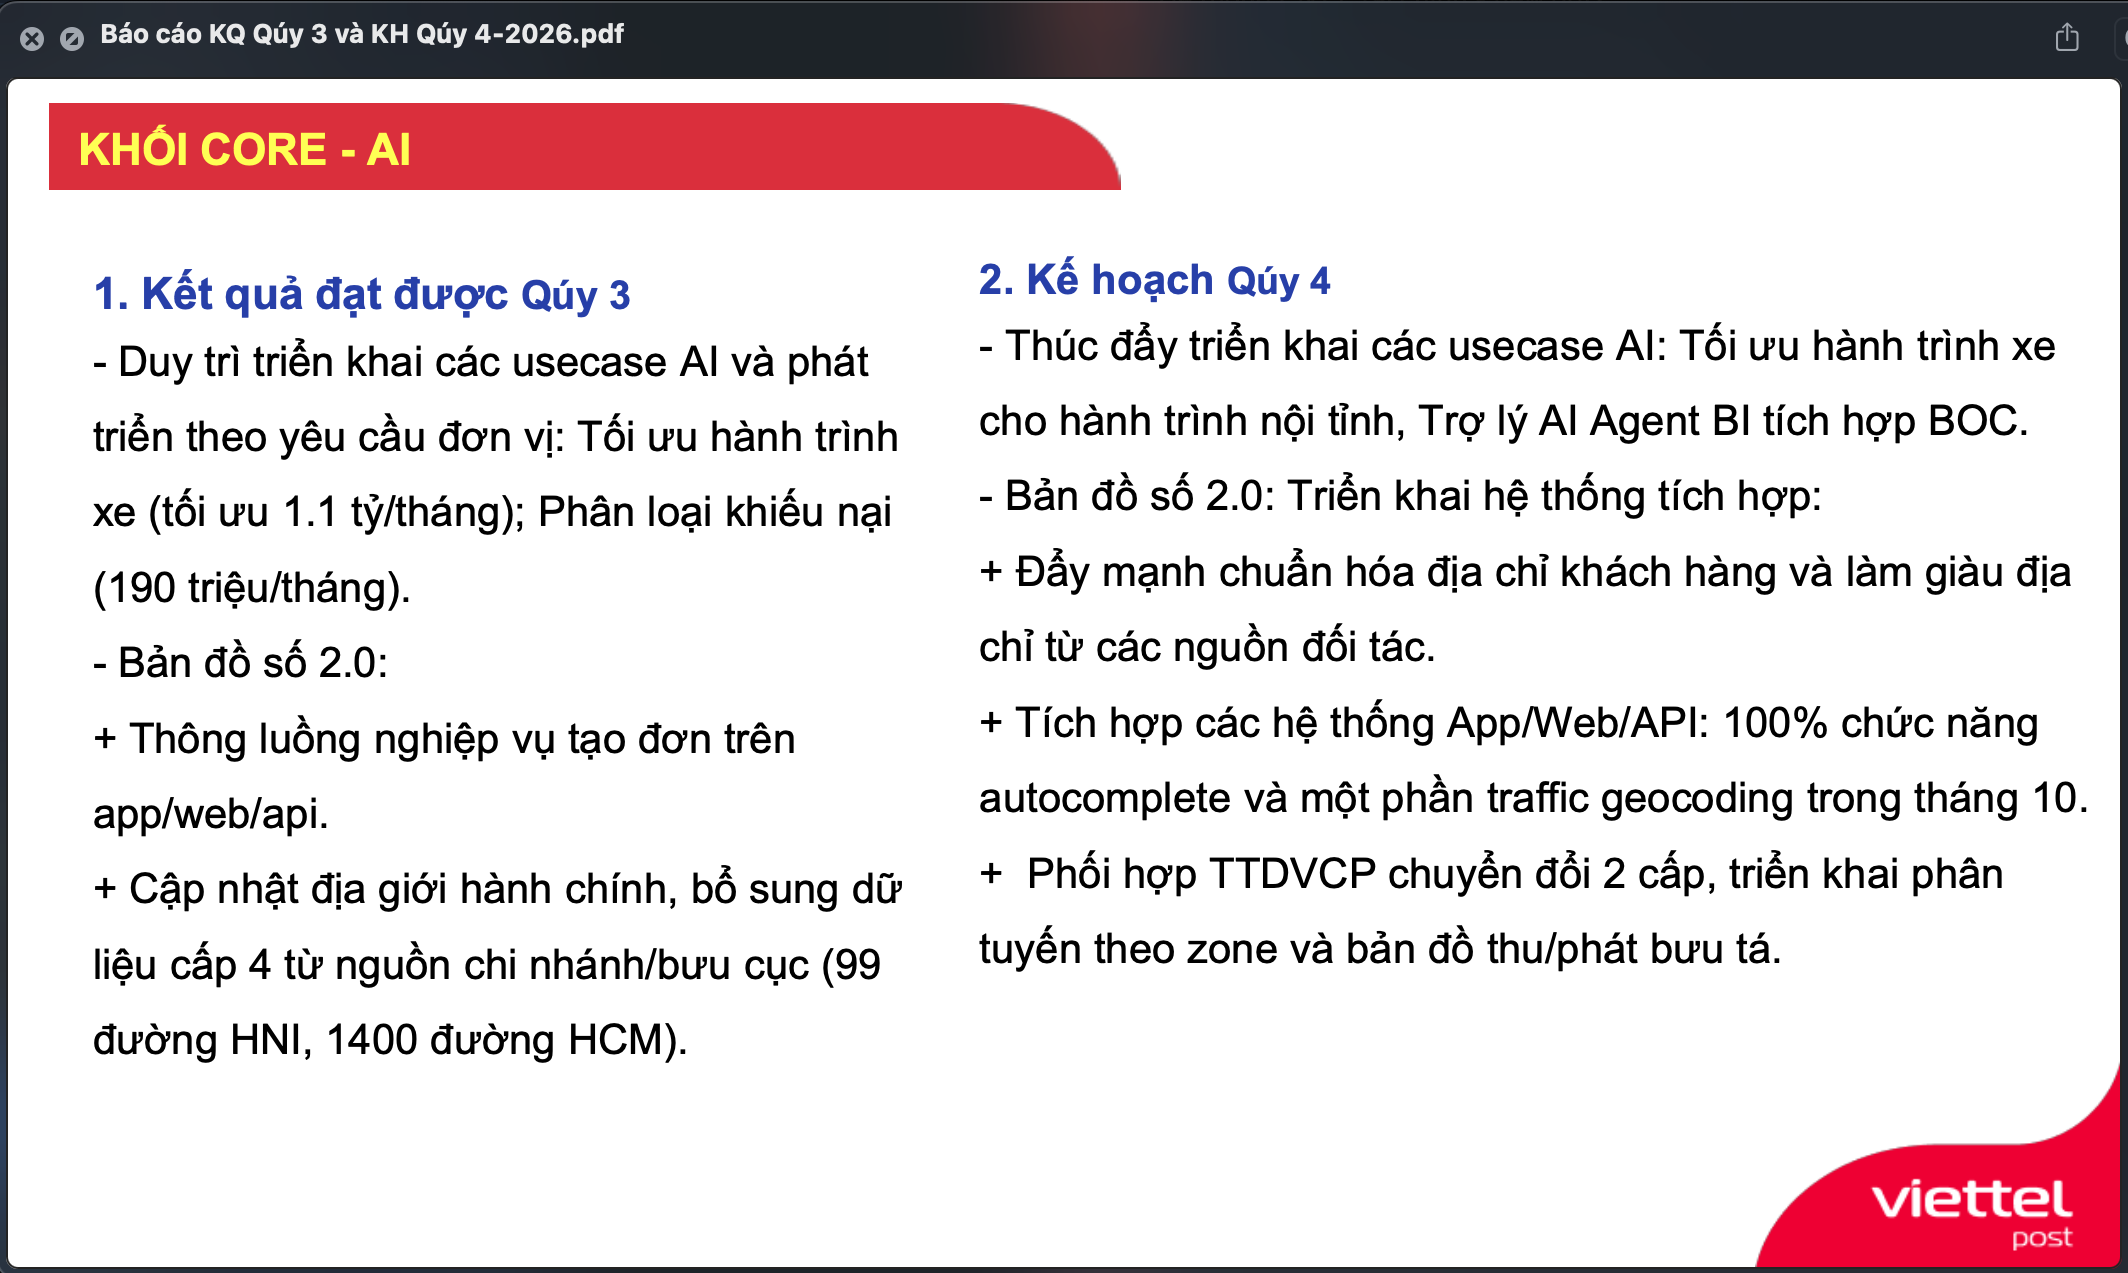 Báo cáo KQ Qúy 3 và KH Qúy 4-2026.pdf
KHỐI CORE - AI
1. Kết quả đạt được Qúy 3
- Duy trì triển khai các usecase AI và phát
triển theo yêu cầu đơn vị: Tối ưu hành trình
xe (tối ưu 1.1 tỷ/tháng); Phân loại khiếu nại
(190 triệu/tháng).
- Bản đồ số 2.0:
+ Thông luồng nghiệp vụ tạo đơn trên
app/web/api.
+ Cập nhật địa giới hành chính, bổ sung dữ
liệu cấp 4 từ nguồn chi nhánh/bưu cục (99
đường HNI, 1400 đường HCM).
2. Kế hoạch Qúy 4
- Thúc đẩy triển khai các usecase AI: Tối ưu hành trình xe
cho hành trình nội tỉnh, Trợ lý AI Agent BI tích hợp BOC.
- Bản đồ số 2.0: Triển khai hệ thống tích hợp:
+ Đẩy mạnh chuẩn hóa địa chỉ khách hàng và làm giàu địa
chỉ từ các nguồn đối tác.
+ Tích hợp các hệ thống App/Web/API: 100% chức năng
autocomplete và một phần traffic geocoding trong tháng 10.
+  Phối hợp TTDVCP chuyển đổi 2 cấp, triển khai phân
tuyến theo zone và bản đồ thu/phát bưu tá.
viettel
post